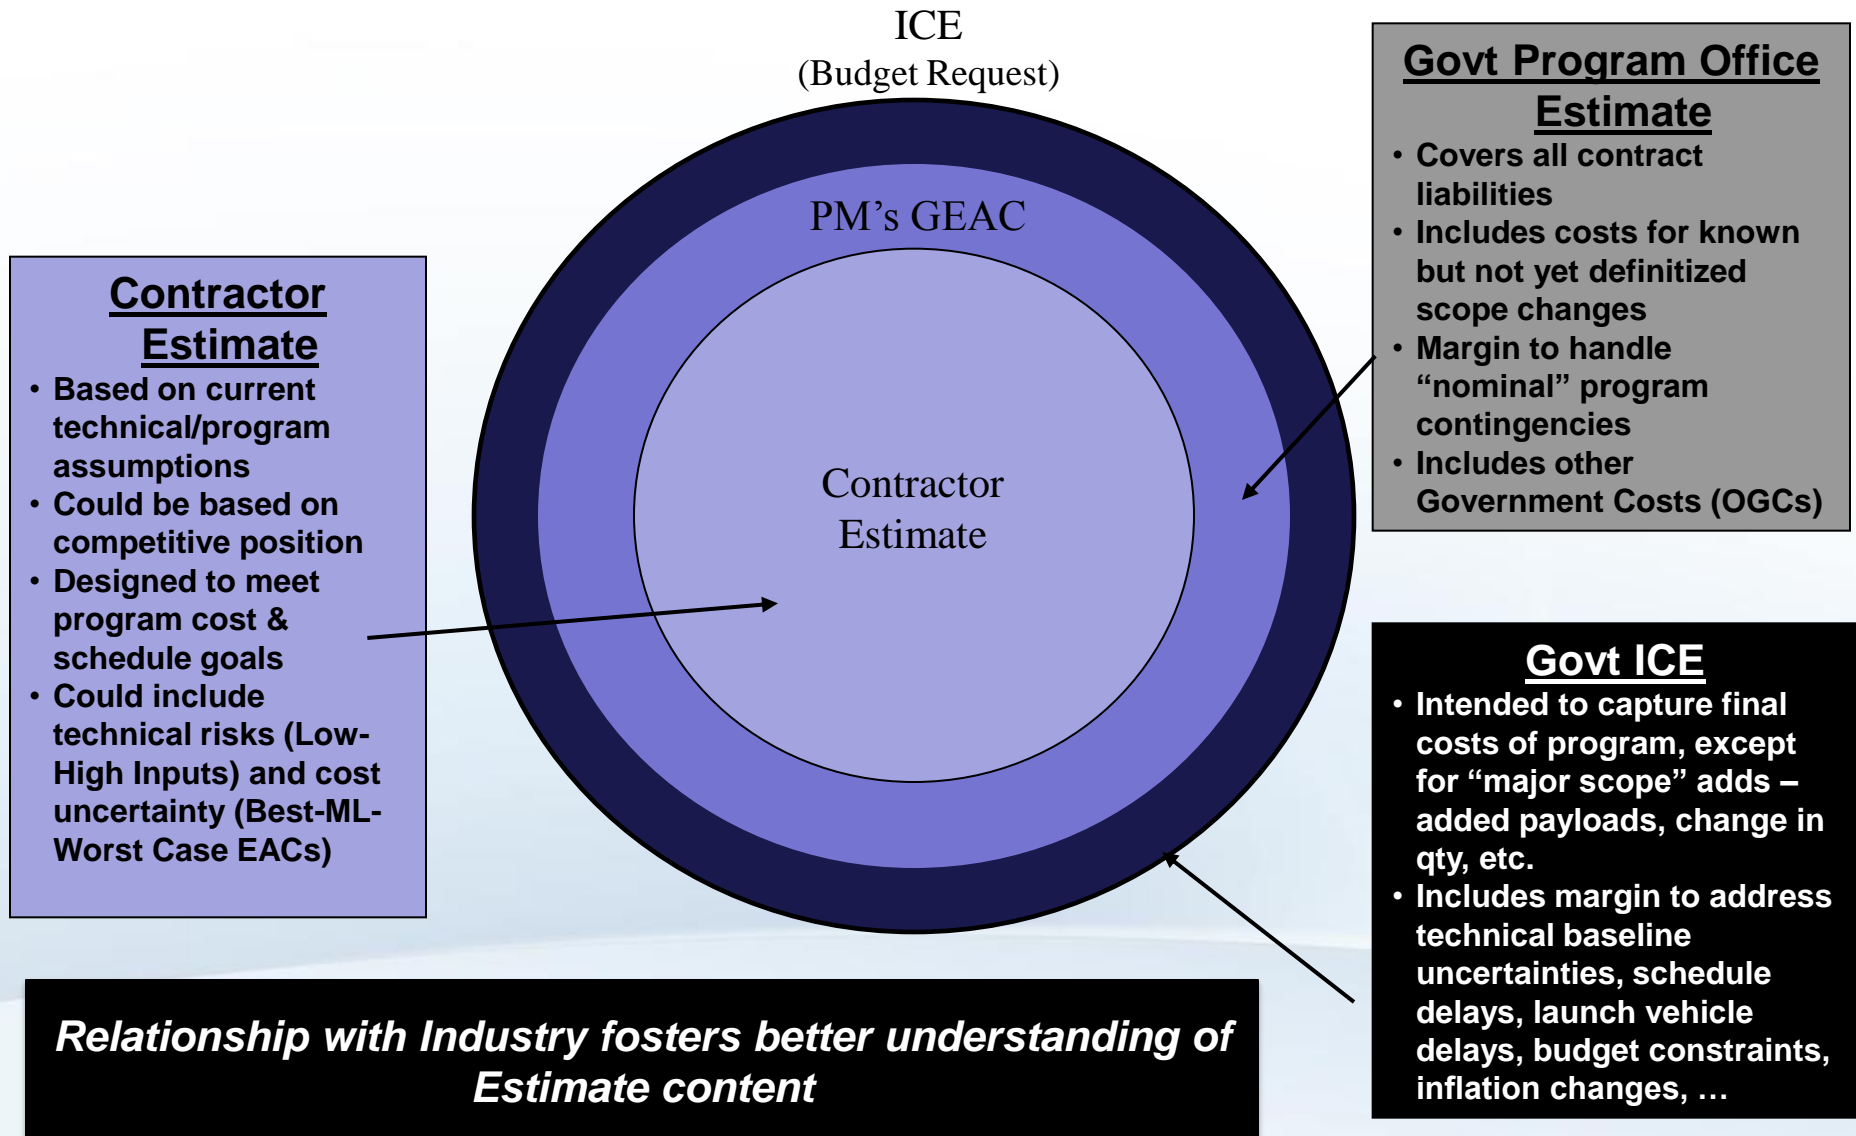 ICE
(Budget Request)
PM’s GEAC
Contractor
Estimate
Contractor
Estimate
• Based on current
technical/program
assumptions
• Could be based on
competitive position
• Designed to meet
program cost &
schedule goals
• Could include
technical risks (Low-
High Inputs) and cost
uncertainty (Best-ML-
Worst Case EACs)
Govt Program Office
Estimate
• Covers all contract
liabilities
• Includes costs for known
but not yet definitized
scope changes
• Margin to handle
“nominal” program
contingencies
• Includes other
Government Costs (OGCs)
Govt ICE
• Intended to capture final
costs of program, except
for “major scope” adds –
added payloads, change in
qty, etc.
• Includes margin to address
technical baseline
uncertainties, schedule
delays, launch vehicle
delays, budget constraints,
inflation changes, …
Relationship with Industry fosters better understanding of
Estimate content